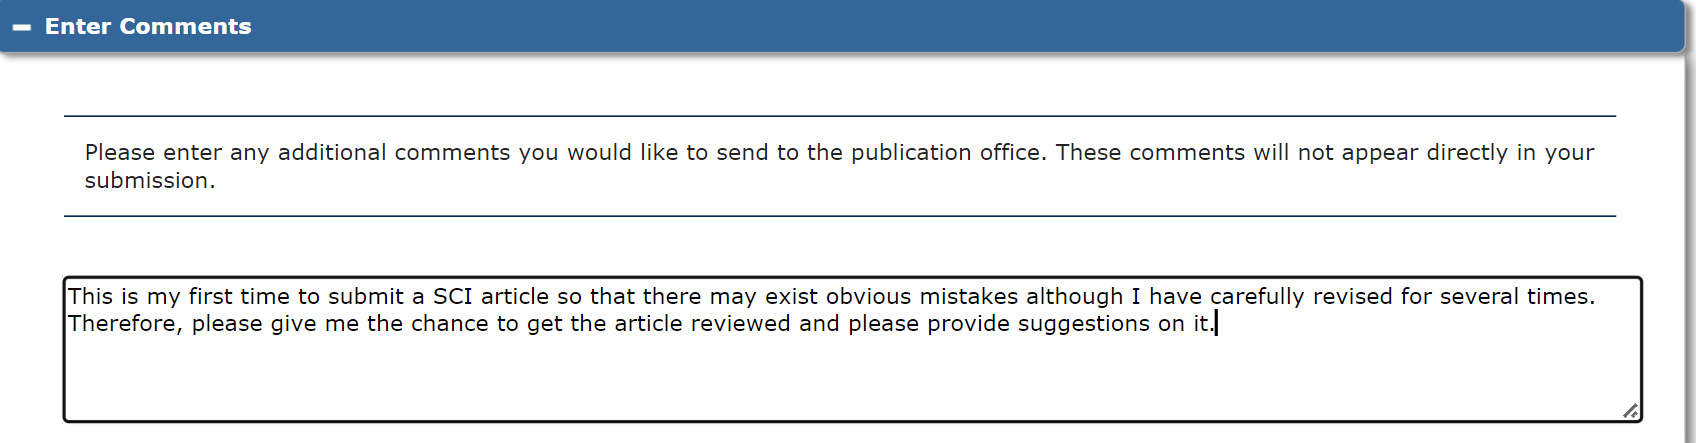 Enter Comments
Please enter any additional comments you would like to send to the publication office. These comments will not appear directly in your
submission.
This is my first time to submit a SCI article so that there may exist obvious mistakes although I have carefully revised for several times.
Therefore, please give me the chance to get the article reviewed and please provide suggestions on it.